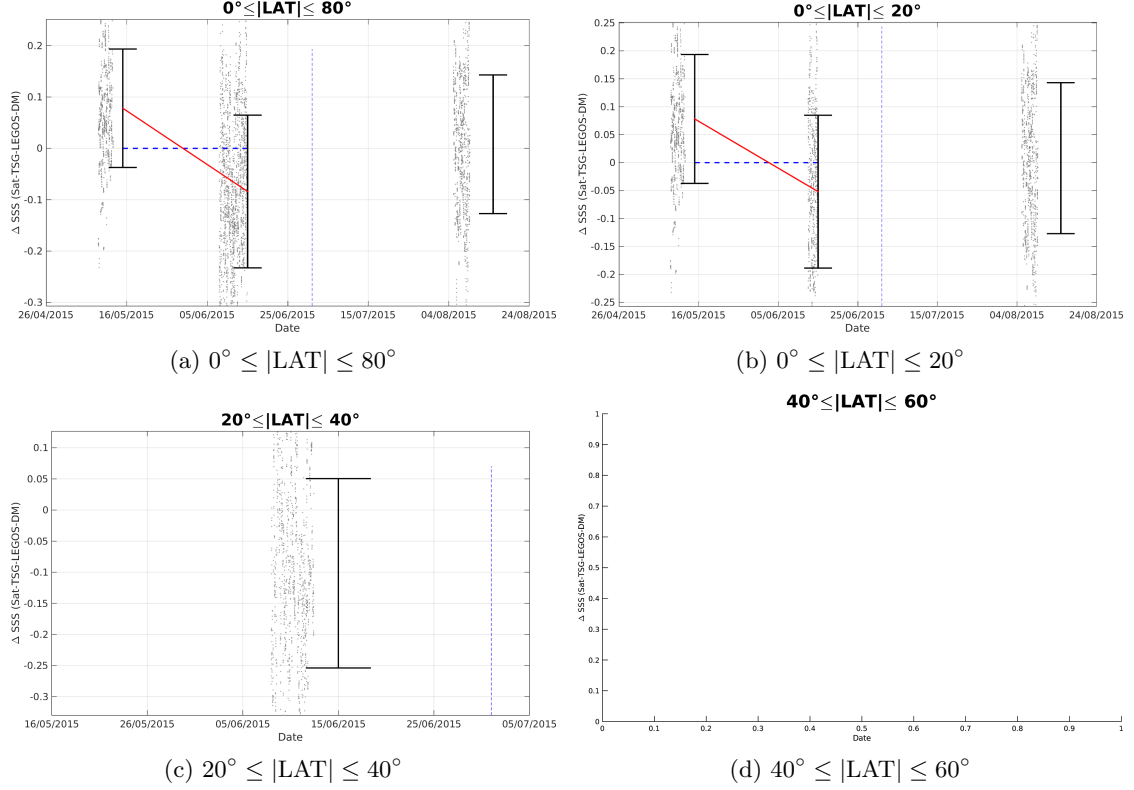 0°≤|LAT|≤ 80°
Δ SSS (Sat-TSG-LEGOS-DM)
0.2
0.1
0
-0.1
-0.2
-0.3
26/04/2015 16/05/2015 05/06/2015 25/06/2015 15/07/2015 04/08/2015 24/08/2015
Date
(a) 0° ≤ |LAT| ≤ 80°
0°≤|LAT|≤ 20°
Δ SSS (Sat-TSG-LEGOS-DM)
0.25
0.2
0.15
0.1
0.05
0
-0.05
-0.1
-0.15
-0.2
-0.25
26/04/2015 16/05/2015 05/06/2015 25/06/2015 15/07/2015 04/08/2015 24/08/2015
Date
(b) 0° ≤ |LAT| ≤ 20°
20°≤|LAT|≤ 40°
Δ SSS (Sat-TSG-LEGOS-DM)
0.1
0.05
0
-0.05
-0.1
-0.15
-0.2
-0.25
-0.3
16/05/2015 26/05/2015 05/06/2015 15/06/2015 25/06/2015 05/07/2015
Date
(c) 20° ≤ |LAT| ≤ 40°
40°≤|LAT|≤ 60°
Δ SSS (Sat-TSG-LEGOS-DM)
1
0.9
0.8
0.7
0.6
0.5
0.4
0.3
0.2
0.1
0
0 0.1 0.2 0.3 0.4 0.5 0.6 0.7 0.8 0.9 1
Date
(d) 40° ≤ |LAT| ≤ 60°